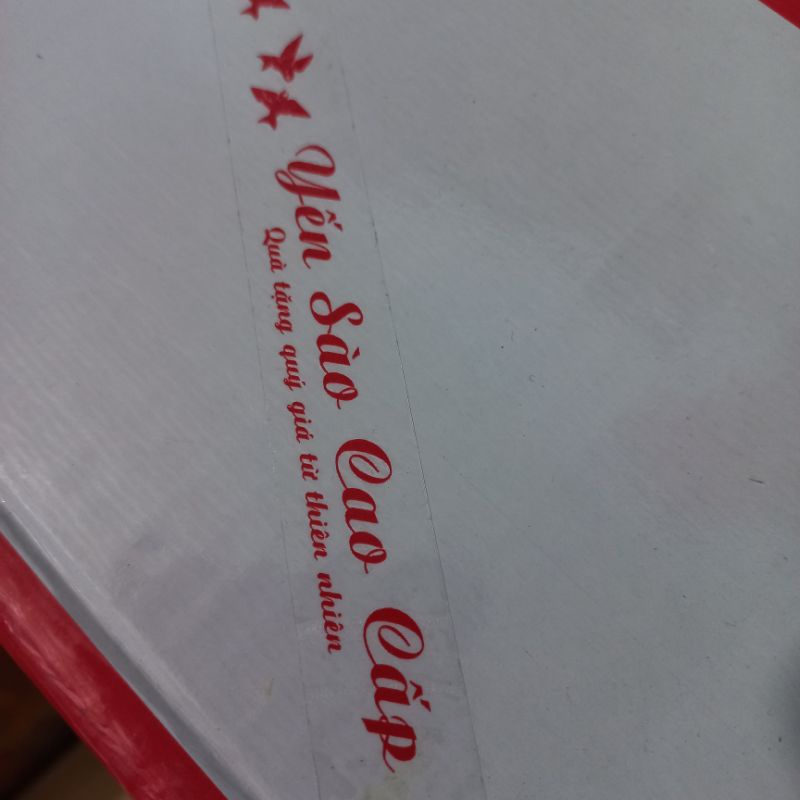 Yến Sào Cao Cấp
Quà tặng quý giá từ thiên nhiên